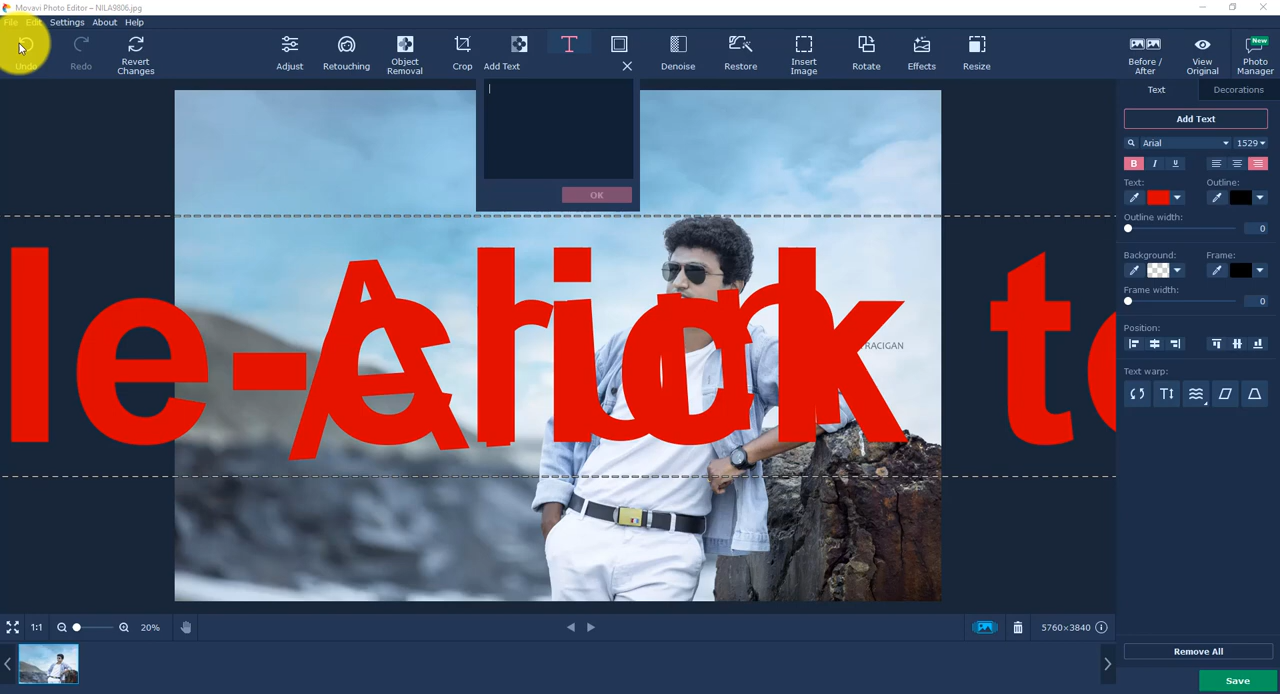 Movavi Photo Editor – NILA9806.jpg
File Edit Settings About Help
Undo Redo Revert Changes Adjust Retouching Object Removal Crop Add Text Denoise Restore Insert Image Rotate Effects Resize Before / After View Original New Photo Manager
Text Decorations
Add Text
Arial 1529
B I U
OK
Text: Outline:
Outline width:
0
Background: Frame:
Frame width:
0
Position:
Text warp:
T
le-click t
RACIGAN
1:1 20% 5760×3840
Remove All
Save